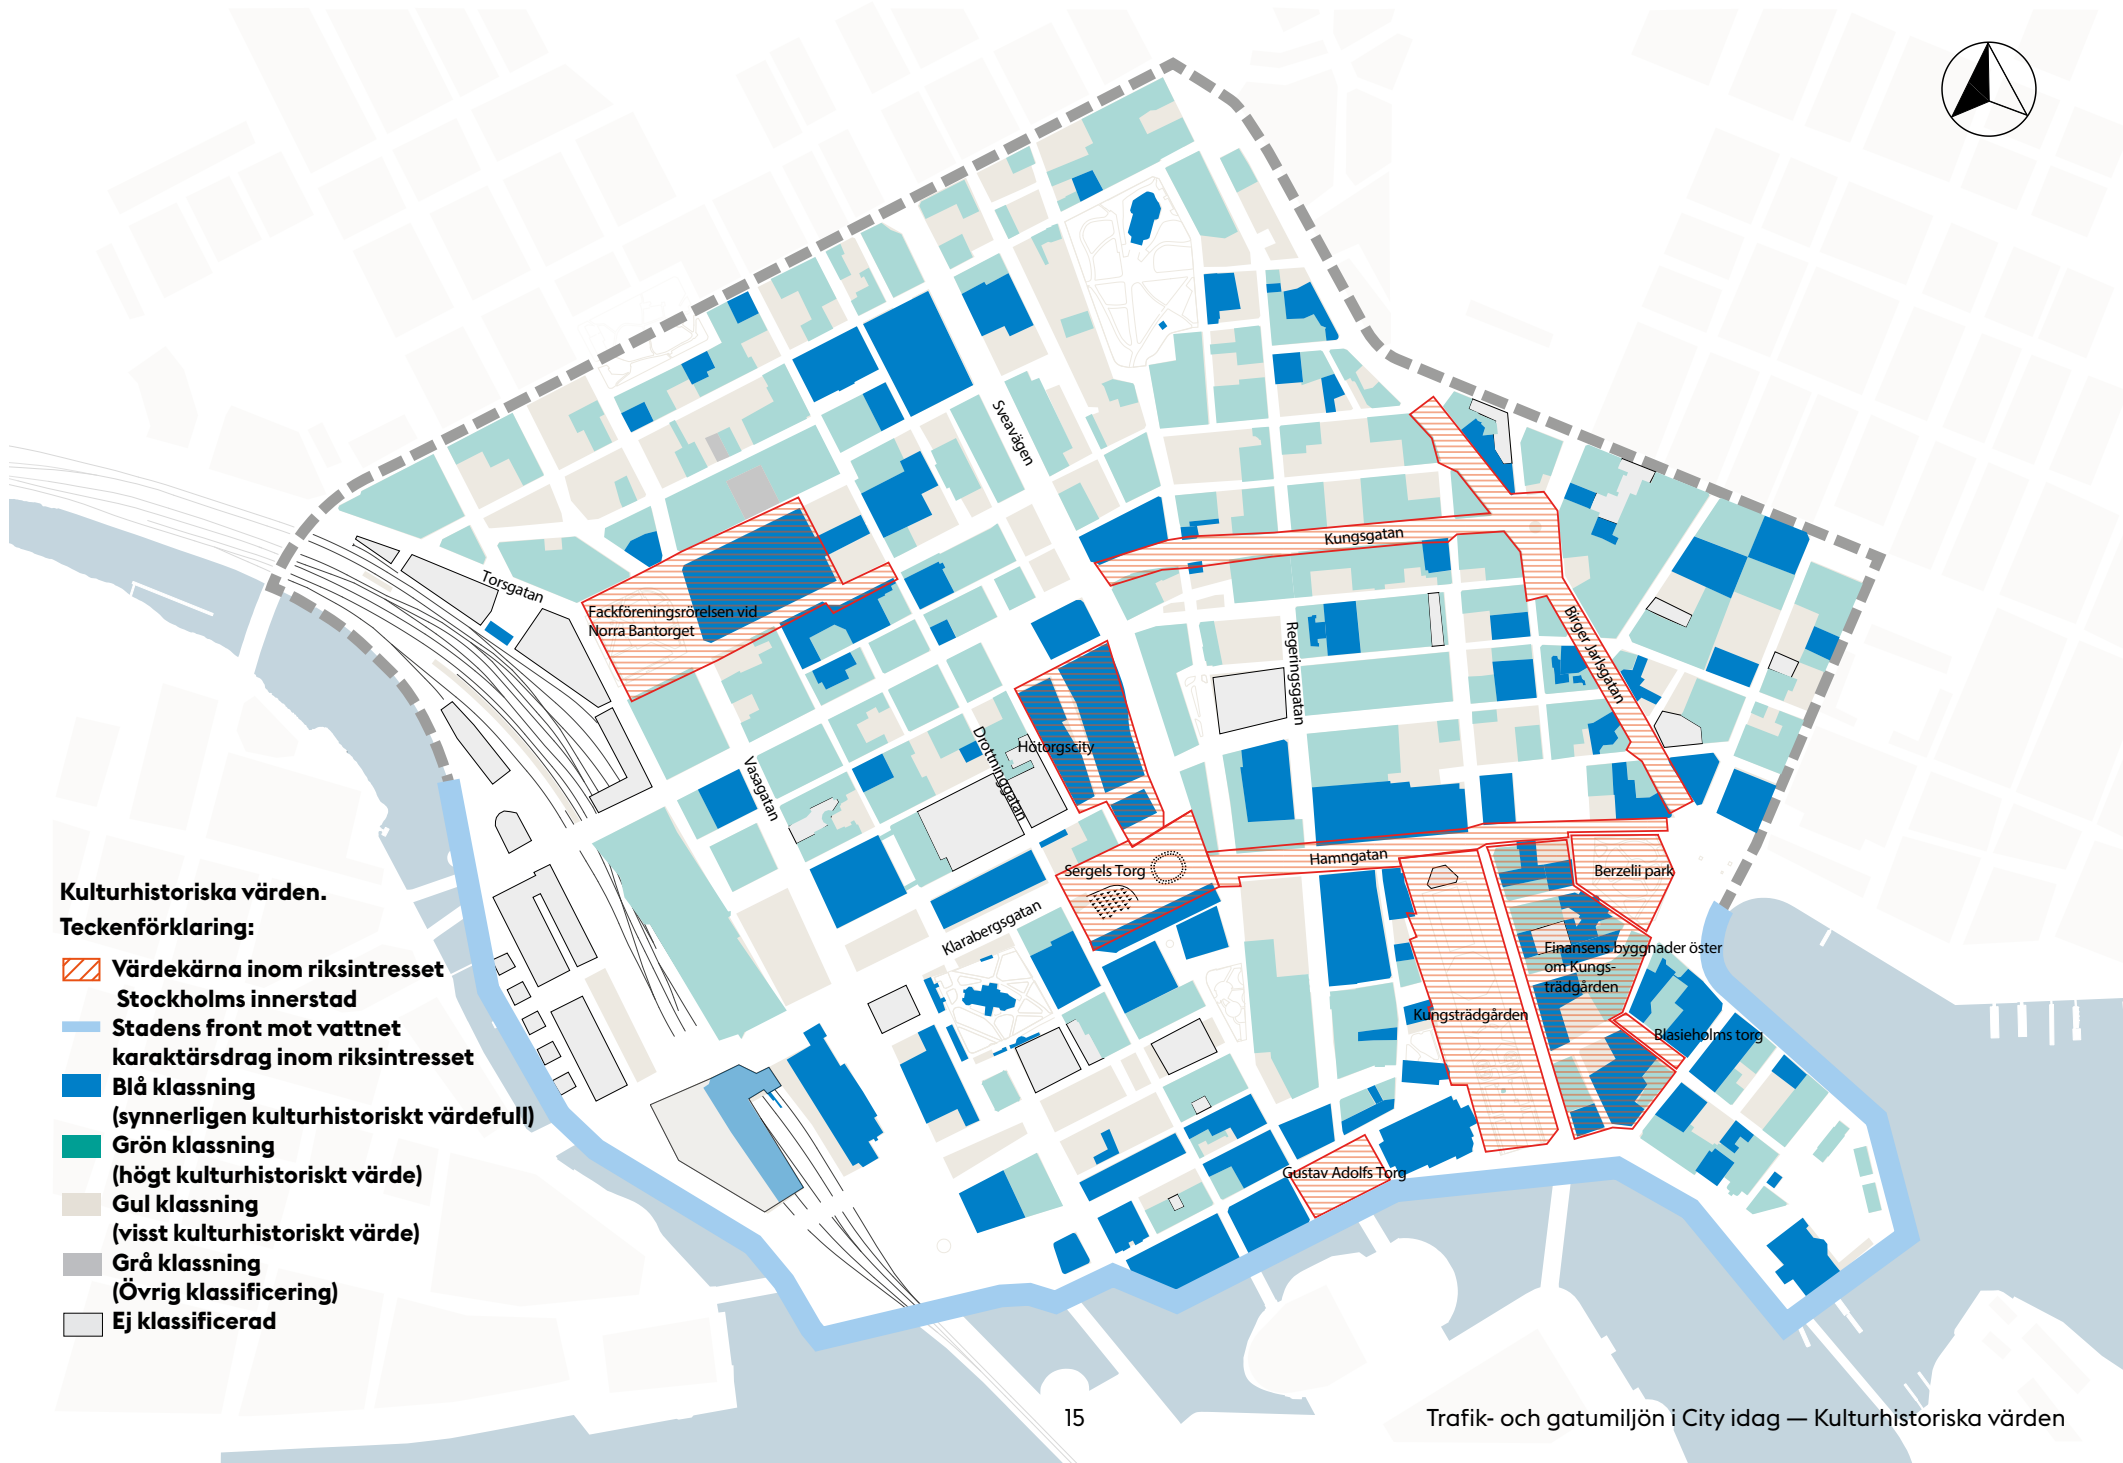 Sveavägen
Kungsgatan
Torsgatan
Fackföreningsrörelsen vid
Norra Bantorget
Birger Jarlsgatan
Regeringsgatan
Drottninggatan
Hötorgscity
Vasagatan
Hamngatan
Sergels Torg
Berzelii park
Klarabergsgatan
Finansens byggnader öster
om Kungs-
trädgården
Kungsträdgården
Blasieholms torg
Gustav Adolfs Torg
Kulturhistoriska värden.
Teckenförklaring:
Värdekärna inom riksintresset
Stockholms innerstad
Stadens front mot vattnet
karaktärsdrag inom riksintresset
Blå klassning
(synnerligen kulturhistoriskt värdefull)
Grön klassning
(högt kulturhistoriskt värde)
Gul klassning
(visst kulturhistoriskt värde)
Grå klassning
(Övrig klassificering)
Ej klassificerad
15
Trafik- och gatumiljön i City idag — Kulturhistoriska värden